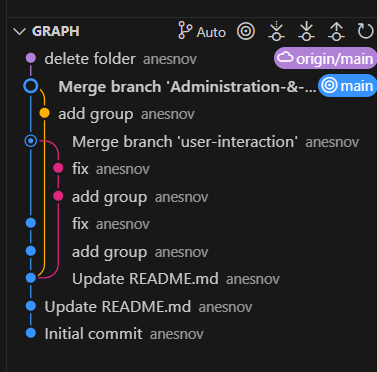 GRAPH Auto
delete folder anesnov origin/main
Merge branch 'Administration-&-... main
add group anesnov
Merge branch 'user-interaction' anesnov
fix anesnov
add group anesnov
fix anesnov
add group anesnov
Update README.md anesnov
Update README.md anesnov
Initial commit anesnov